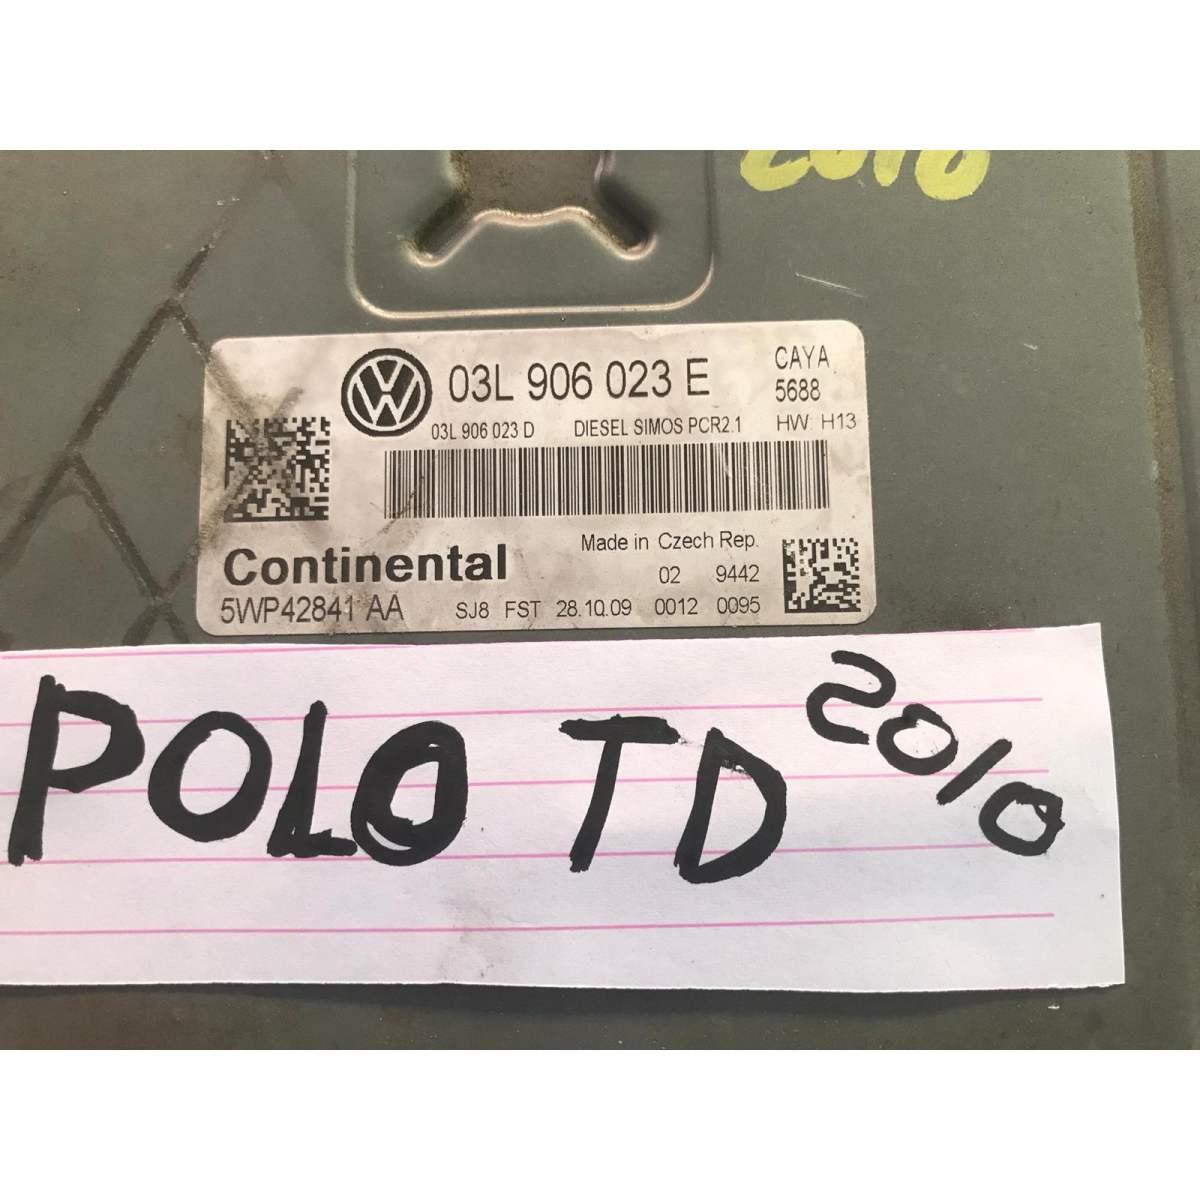 2010
03L 906 023 E
CAYA
5688
03L 906 023 D DIESEL SIMOS PCR2.1 HW: H13
Made in Czech Rep.
Continental
02 9442
5WP42841 AA SJ8 FST 28.10.09 0012 0095
POLO TD 2010